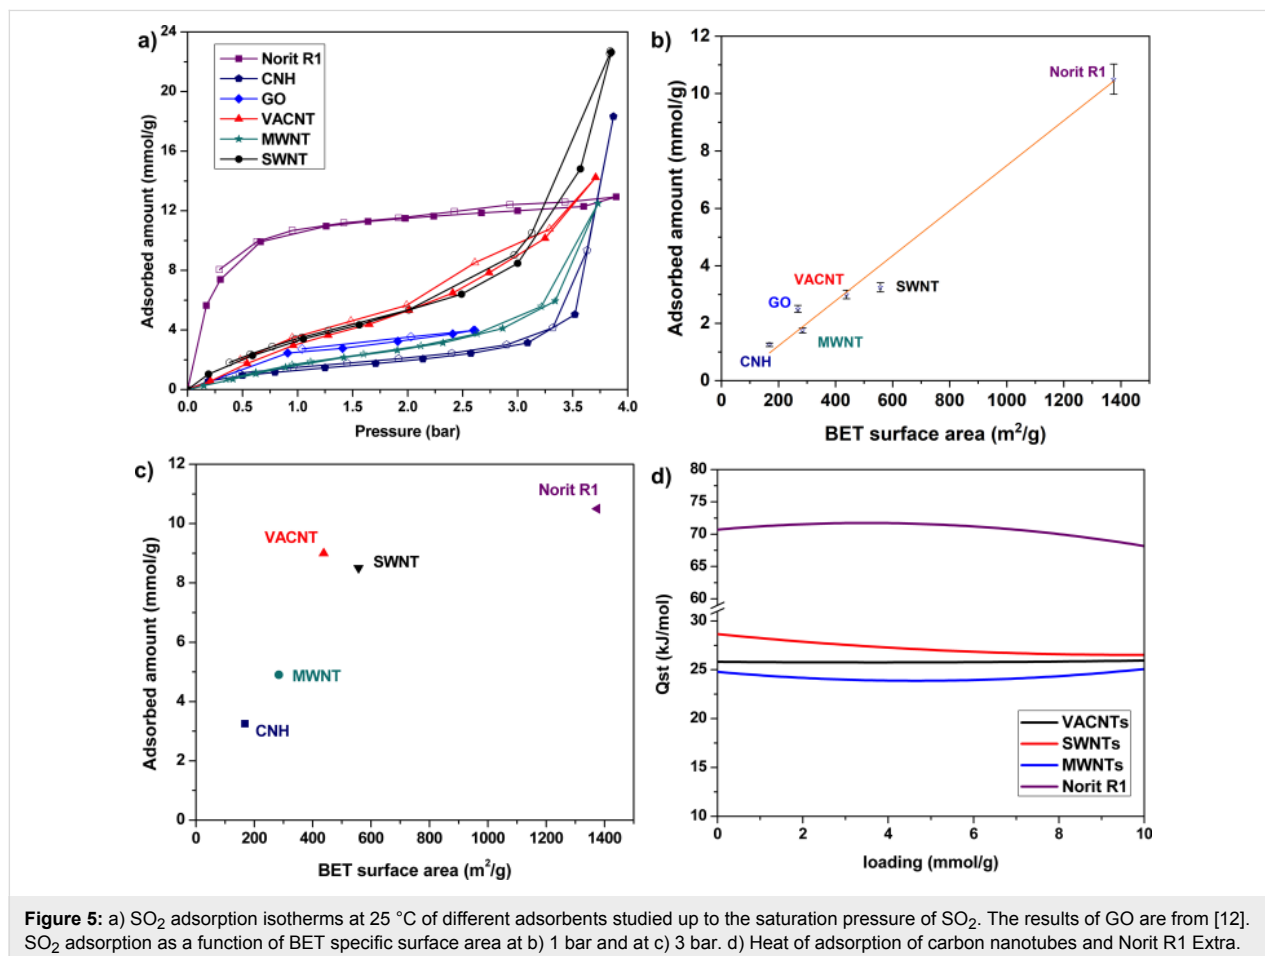 a)
24
20
16
12
8
4
0
Adsorbed amount (mmol/g)
Norit R1
CNH
GO
VACNT
MWNT
SWNT
0.0 0.5 1.0 1.5 2.0 2.5 3.0 3.5 4.0
Pressure (bar)
b)
12
10
8
6
4
2
0
Adsorbed amount (mmol/g)
Norit R1
VACNT
SWNT
GO
MWNT
CNH
0 200 400 600 800 1000 1200 1400
BET surface area (m²/g)
c)
12
10
8
6
4
2
0
Adsorbed amount (mmol/g)
Norit R1
VACNT
SWNT
MWNT
CNH
0 200 400 600 800 1000 1200 1400
BET surface area (m²/g)
d)
80
75
70
65
60
30
25
20
15
10
Qst (kJ/mol)
VACNTs
SWNTs
MWNTs
Norit R1
0 2 4 6 8 10
loading (mmol/g)
Figure 5: a) SO₂ adsorption isotherms at 25 °C of different adsorbents studied up to the saturation pressure of SO₂. The results of GO are from [12].
SO₂ adsorption as a function of BET specific surface area at b) 1 bar and at c) 3 bar. d) Heat of adsorption of carbon nanotubes and Norit R1 Extra.